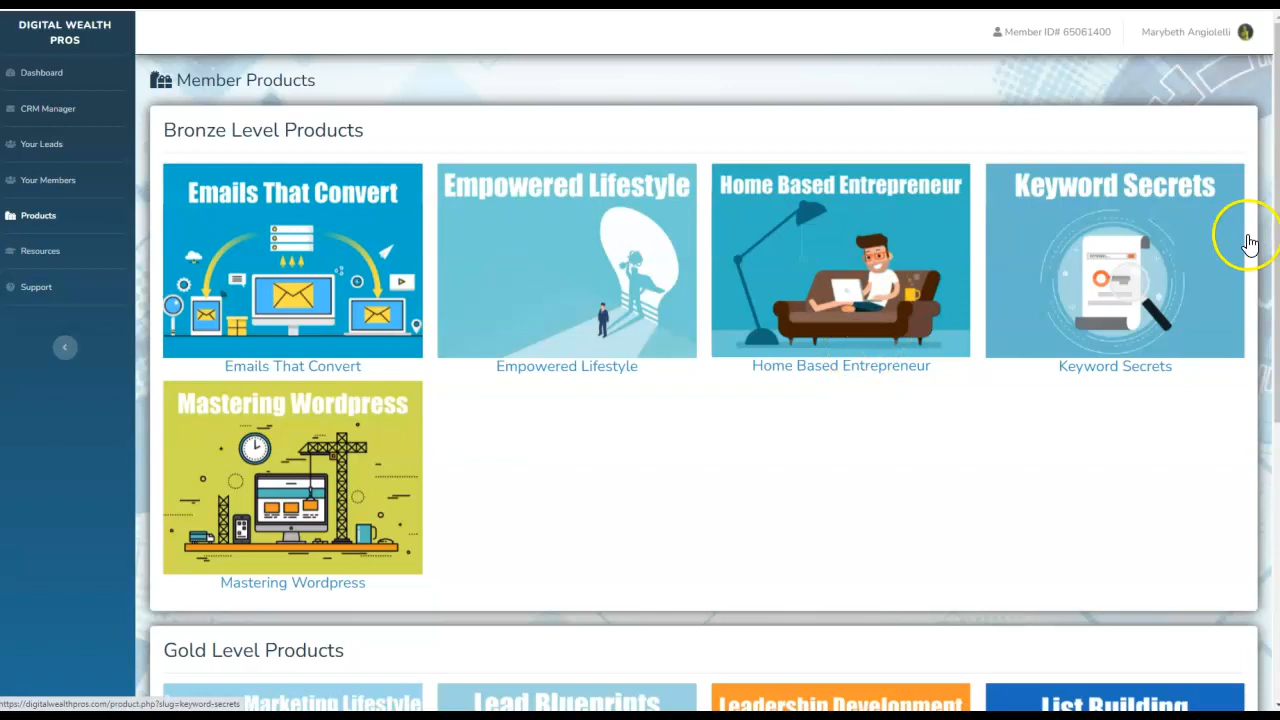 DIGITAL WEALTH
PROS
Member ID# 65061400
Marybeth Angiolelli
Dashboard
CRM Manager
Your Leads
Your Members
Products
Resources
Support
Member Products
Bronze Level Products
Emails That Convert
Empowered Lifestyle
Home Based Entrepreneur
Keyword Secrets
Emails That Convert
Empowered Lifestyle
Home Based Entrepreneur
Keyword Secrets
Mastering Wordpress
Mastering Wordpress
Gold Level Products
Marketing Lifestyle
Lead Blueprints
Leadership Development
List Building
https://digitalwealthpros.com/product.php?slug=keyword-secrets